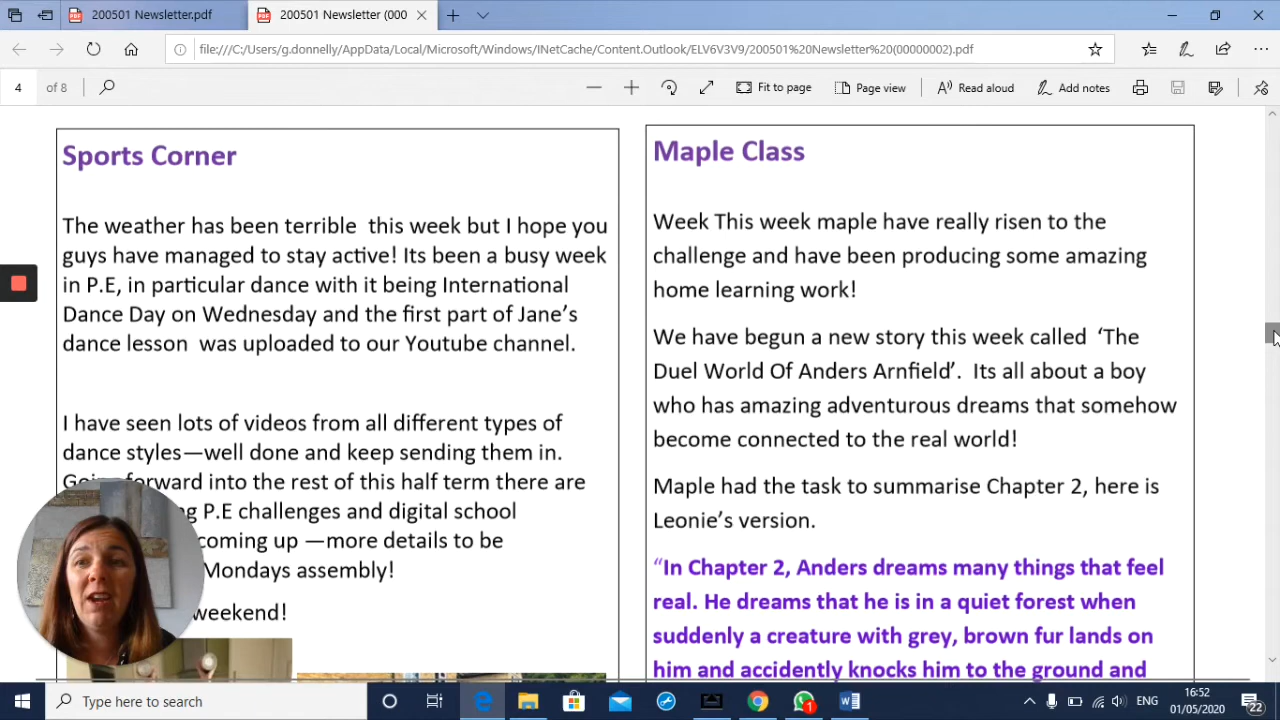 200501 Newsletter.pdf
200501 Newsletter (000
file:///C:/Users/g.donnelly/AppData/Local/Microsoft/Windows/INetCache/Content.Outlook/ELV6V3V9/200501%20Newsletter%20(00000002).pdf
4 of 8
Fit to page
Page view
Read aloud
Add notes
Sports Corner
The weather has been terrible this week but I hope you
guys have managed to stay active! Its been a busy week
in P.E, in particular dance with it being International
Dance Day on Wednesday and the first part of Jane's
dance lesson was uploaded to our Youtube channel.
I have seen lots of videos from all different types of
dance styles—well done and keep sending them in.
forward into the rest of this half term there are
P.E challenges and digital school
coming up —more details to be
Mondays assembly!
weekend!
Maple Class
Week This week maple have really risen to the
challenge and have been producing some amazing
home learning work!
We have begun a new story this week called ‘The
Duel World Of Anders Arnfield’. Its all about a boy
who has amazing adventurous dreams that somehow
become connected to the real world!
Maple had the task to summarise Chapter 2, here is
Leonie’s version.
“In Chapter 2, Anders dreams many things that feel
real. He dreams that he is in a quiet forest when
suddenly a creature with grey, brown fur lands on
him and accidently knocks him to the ground and
Type here to search
1
ENG
16:52
01/05/2020
22